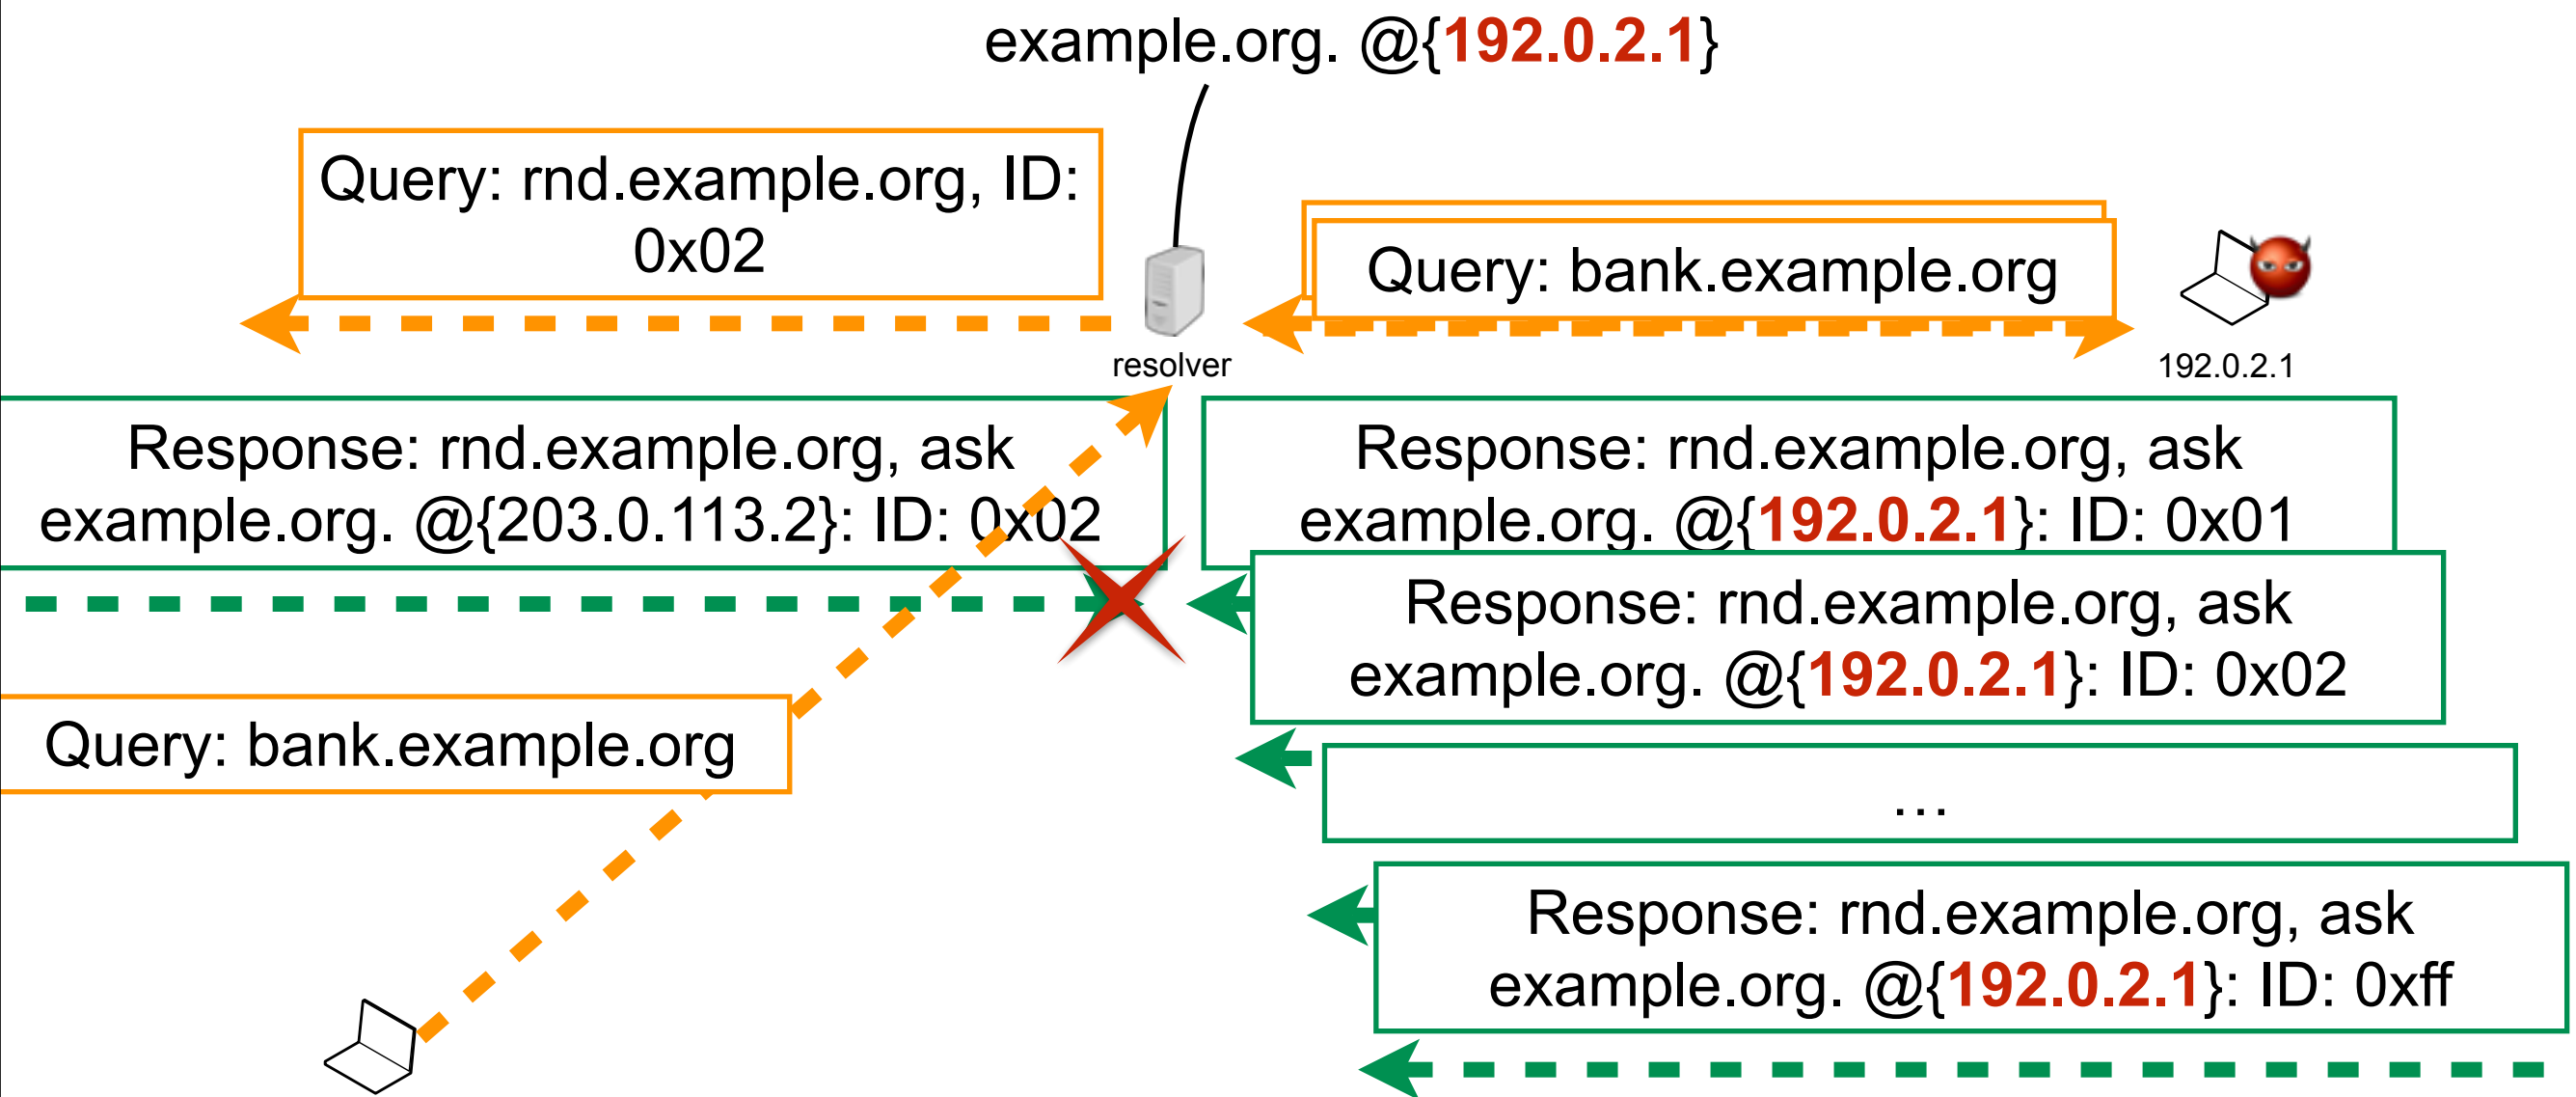 example.org. @{192.0.2.1}
Query: rnd.example.org, ID:
0x02
Query: bank.example.org
resolver
192.0.2.1
Response: rnd.example.org, ask
example.org. @{203.0.113.2}: ID: 0x02
Response: rnd.example.org, ask
example.org. @{192.0.2.1}: ID: 0x01
Response: rnd.example.org, ask
example.org. @{192.0.2.1}: ID: 0x02
Query: bank.example.org
…
Response: rnd.example.org, ask
example.org. @{192.0.2.1}: ID: 0xff